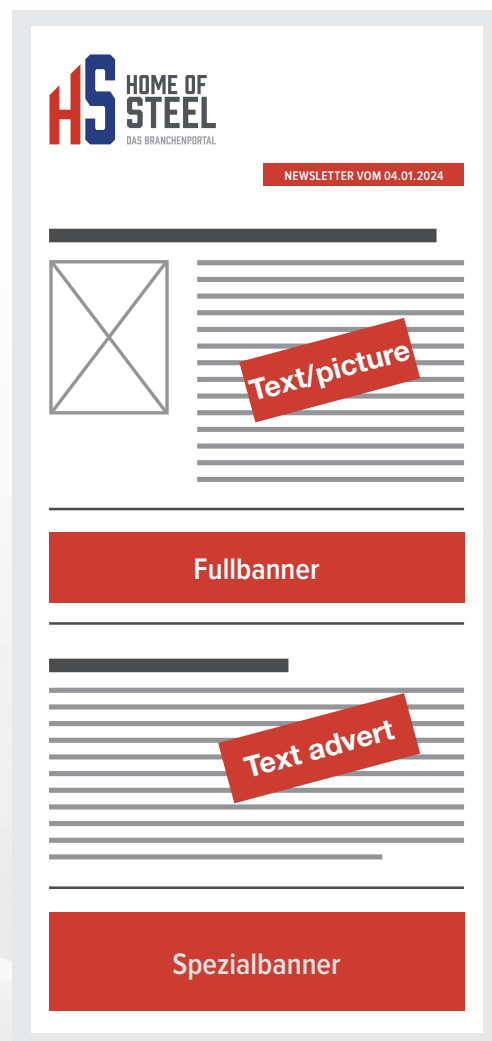 HS
HOME OF
STEEL
DAS BRANCHENPORTAL
NEWSLETTER VOM 04.01.2024
Text/picture
Fullbanner
Text advert
Spezialbanner